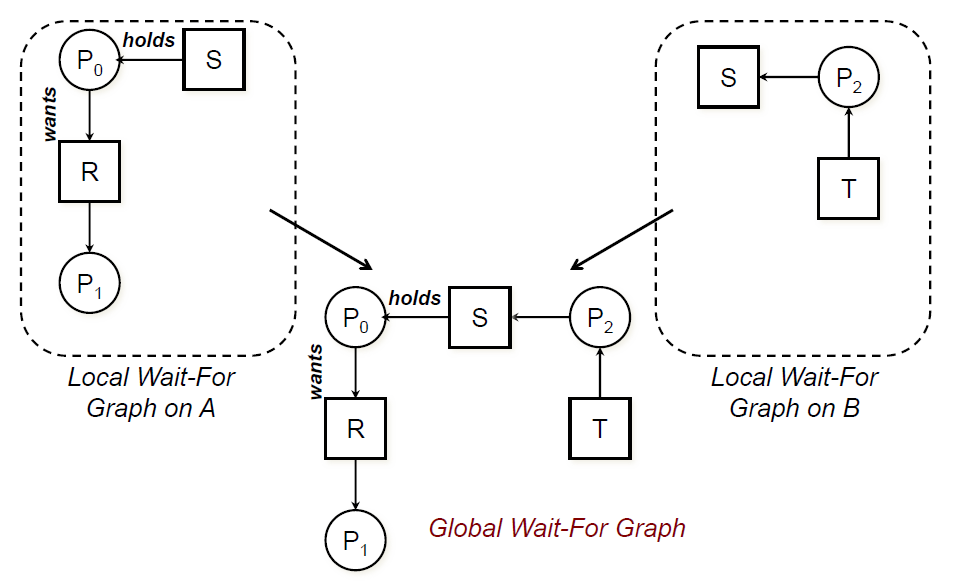 P0
holds
S
wants
R
P1
Local Wait-For
Graph on A
S
P2
T
Local Wait-For
Graph on B
P0
holds
S
P2
wants
R
T
P1
Global Wait-For Graph